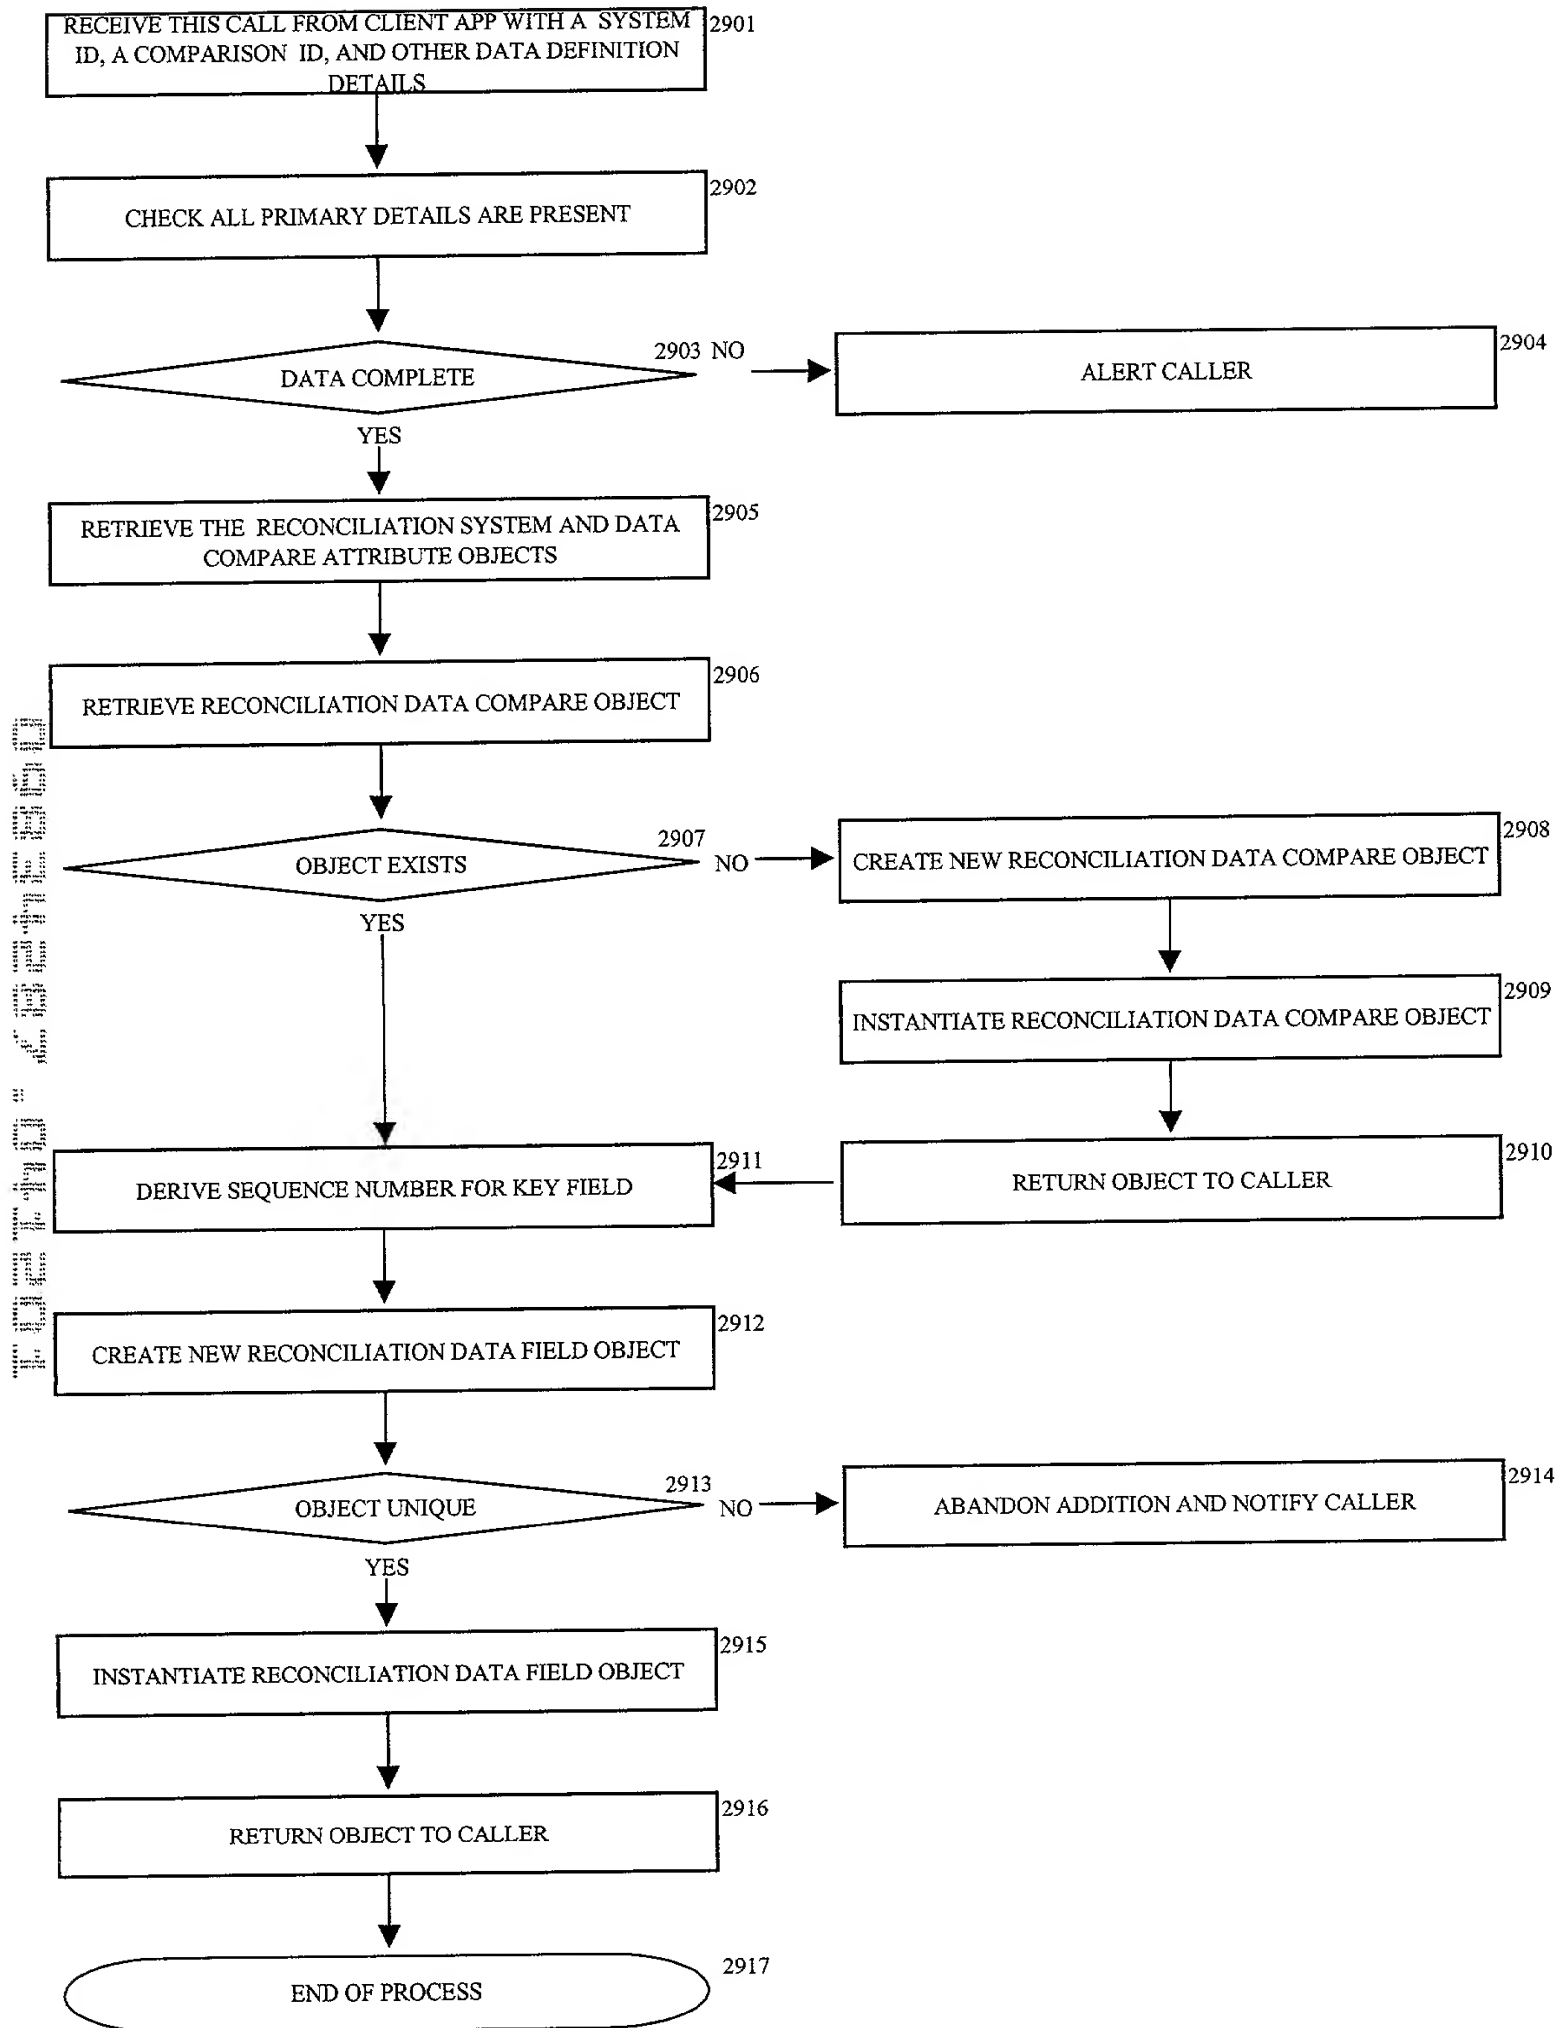 RECEIVE THIS CALL FROM CLIENT APP WITH A SYSTEM
ID, A COMPARISON ID, AND OTHER DATA DEFINITION
DETAILS
2901
CHECK ALL PRIMARY DETAILS ARE PRESENT
2902
DATA COMPLETE
2903 NO
ALERT CALLER
2904
YES
RETRIEVE THE RECONCILIATION SYSTEM AND DATA
COMPARE ATTRIBUTE OBJECTS
2905
RETRIEVE RECONCILIATION DATA COMPARE OBJECT
2906
OBJECT EXISTS
2907
NO
CREATE NEW RECONCILIATION DATA COMPARE OBJECT
2908
YES
INSTANTIATE RECONCILIATION DATA COMPARE OBJECT
2909
RETURN OBJECT TO CALLER
2910
DERIVE SEQUENCE NUMBER FOR KEY FIELD
2911
CREATE NEW RECONCILIATION DATA FIELD OBJECT
2912
OBJECT UNIQUE
2913
NO
ABANDON ADDITION AND NOTIFY CALLER
2914
YES
INSTANTIATE RECONCILIATION DATA FIELD OBJECT
2915
RETURN OBJECT TO CALLER
2916
END OF PROCESS
2917